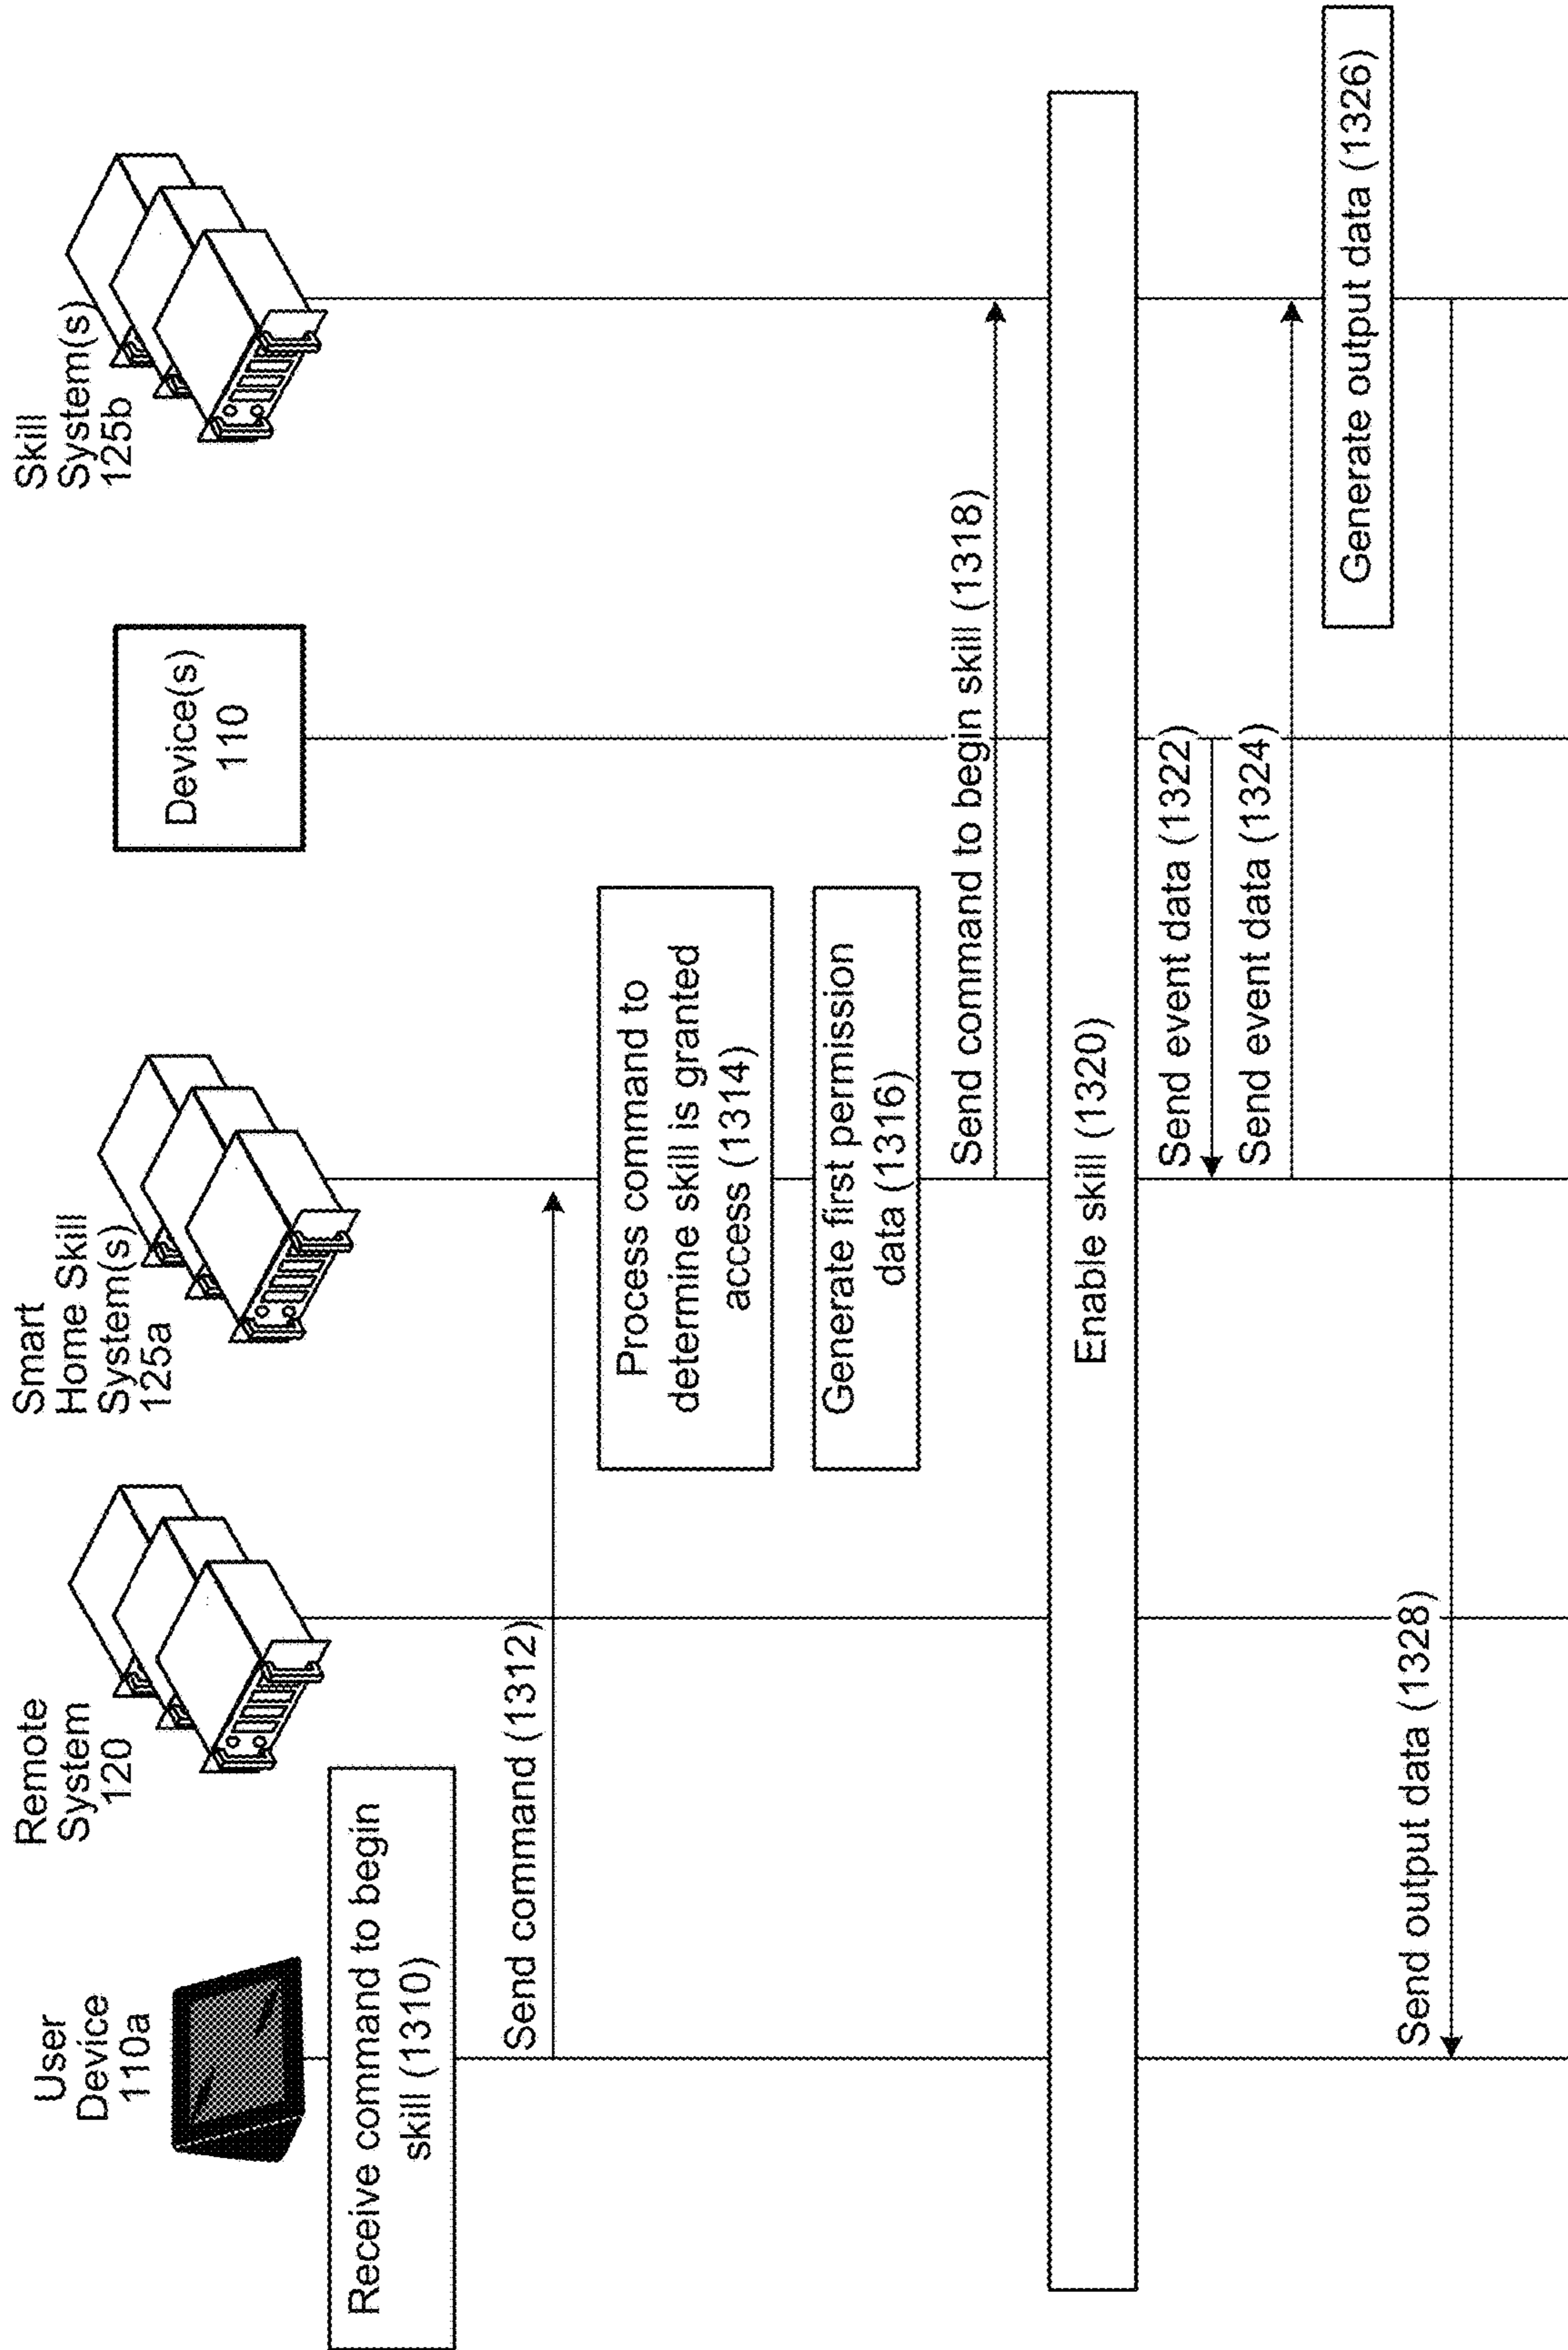 User
Device
110a
Remote
System
120
Smart
Home Skill
System(s)
125a
Device(s)
110
Skill
System(s)
125b
Receive command to begin
skill (1310)
Send command (1312)
Process command to
determine skill is granted
access (1314)
Generate first permission
data (1316)
Send command to begin skill (1318)
Enable skill (1320)
Send event data (1322)
Send event data (1324)
Generate output data (1326)
Send output data (1328)